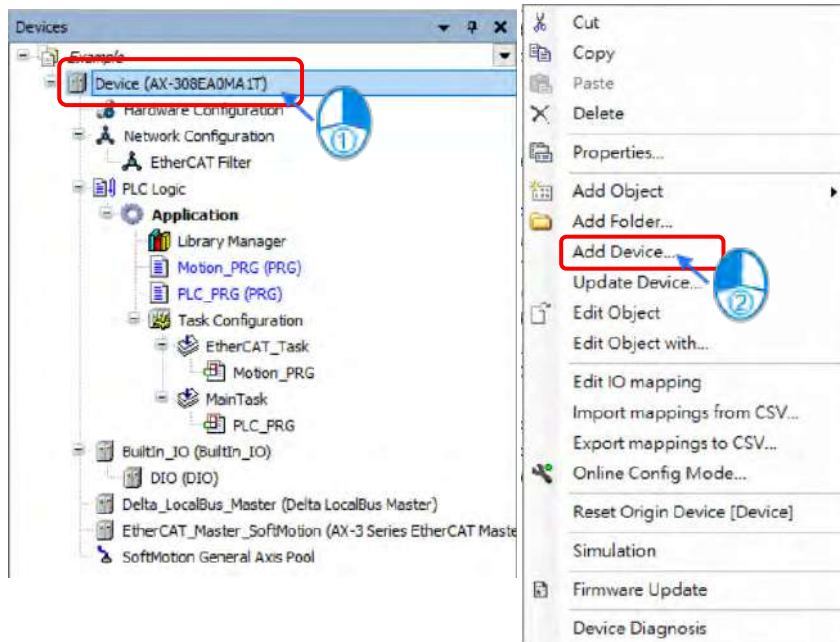 Devices
Example
Device (AX-308EA0MA1T)
①
Hardware Configuration
Network Configuration
EtherCAT Filter
PLC Logic
Application
Library Manager
Motion_PRG (PRG)
PLC_PRG (PRG)
Task Configuration
EtherCAT_Task
Motion_PRG
MainTask
PLC_PRG
BuiltIn_IO (BuiltIn_IO)
DIO (DIO)
Delta_LocalBus_Master (Delta LocalBus Master)
EtherCAT_Master_SoftMotion (AX-3 Series EtherCAT Maste
SoftMotion General Axis Pool
Cut
Copy
Paste
Delete
Properties...
Add Object
Add Folder...
Add Device...
Update Device...
②
Edit Object
Edit Object with...
Edit IO mapping
Import mappings from CSV...
Export mappings to CSV...
Online Config Mode...
Reset Origin Device [Device]
Simulation
Firmware Update
Device Diagnosis